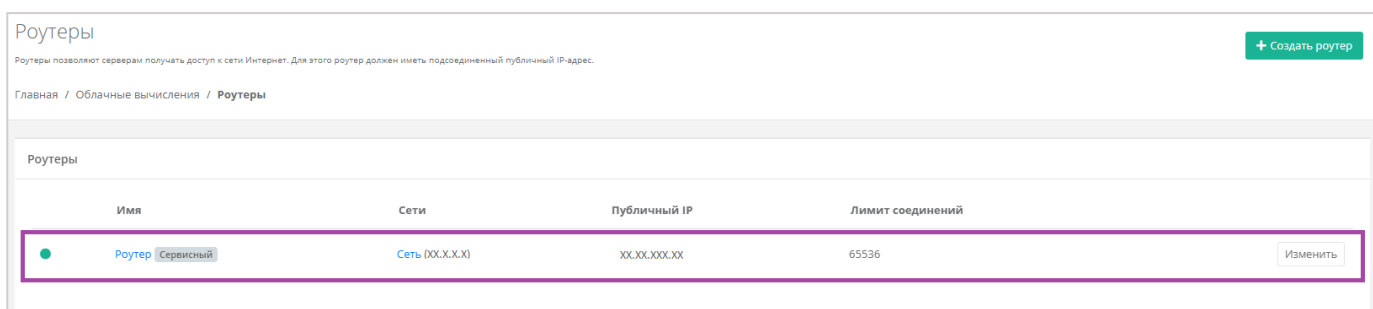 Роутеры
+ Создать роутер
Роутеры позволяют серверам получать доступ к сети Интернет. Для этого роутер должен иметь подсоединенный публичный IP-адрес.
Главная / Облачные вычисления / Роутеры
Роутеры
Имя Сети Публичный IP Лимит соединений
Роутер Сервисный Сеть (XX.X.X.X) XX.XX.XXX.XX 65536 Изменить